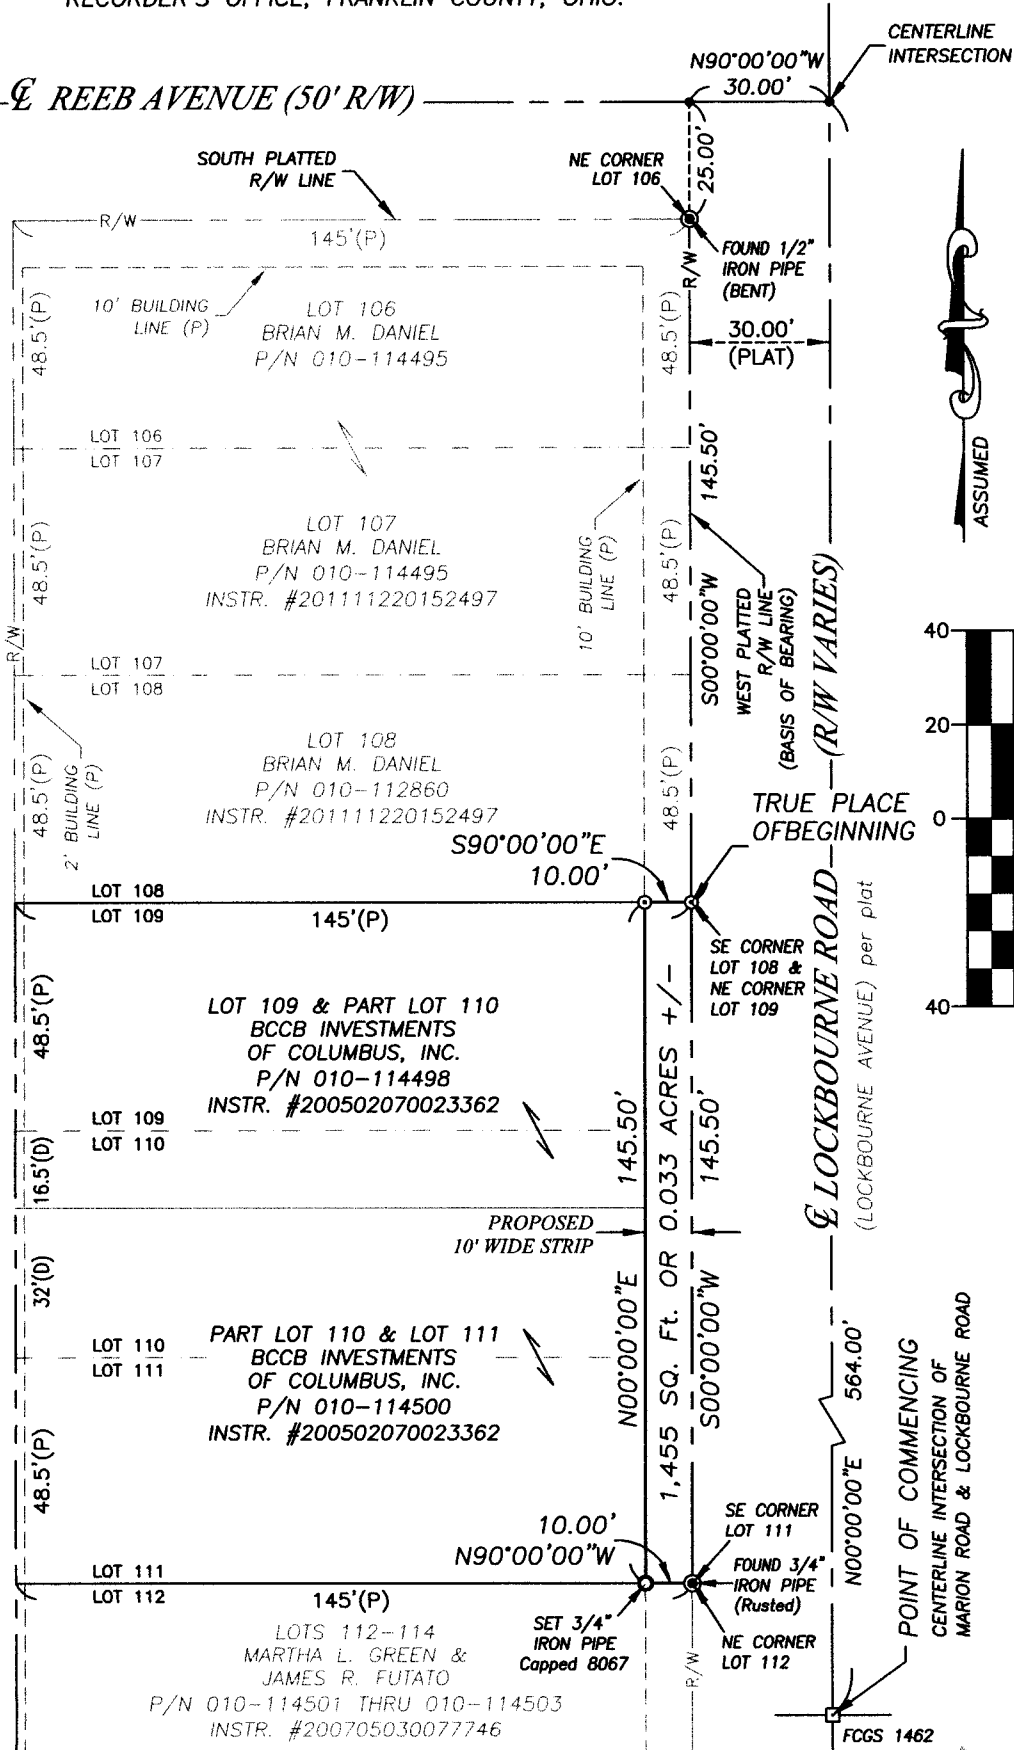 RECORDER'S OFFICE, FRANKLIN COUNTY, OHIO.
CENTERLINE
INTERSECTION
N90°00'00"W
30.00'
℄ REEB AVENUE (50' R/W)
SOUTH PLATTED
R/W LINE
NE CORNER
LOT 106
25.00'
R/W
145'(P)
FOUND 1/2"
IRON PIPE
(BENT)
R/W
10' BUILDING
LINE (P)
48.5'(P)
LOT 106
BRIAN M. DANIEL
P/N 010-114495
48.5'(P)
30.00'
(PLAT)
ASSUMED
LOT 106
LOT 107
145.50'
48.5'(P)
LOT 107
BRIAN M. DANIEL
P/N 010-114495
INSTR. #201111220152497
10' BUILDING
LINE (P)
48.5'(P)
S00°00'00"W
WEST PLATTED
R/W LINE
(BASIS OF BEARING)
R/W
LOT 107
LOT 108
40
20
0
40
48.5'(P)
2' BUILDING
LINE (P)
LOT 108
BRIAN M. DANIEL
P/N 010-112860
INSTR. #201111220152497
48.5'(P)
TRUE PLACE
OFBEGINNING
S90°00'00"E
10.00'
℄ LOCKBOURNE ROAD (R/W VARIES)
(LOCKBOURNE AVENUE) per plat
LOT 108
LOT 109
145'(P)
SE CORNER
LOT 108 &
NE CORNER
LOT 109
48.5'(P)
LOT 109 & PART LOT 110
BCCB INVESTMENTS
OF COLUMBUS, INC.
P/N 010-114498
INSTR. #200502070023362
LOT 109
LOT 110
16.5'(D)
145.50'
1,455 SQ. Ft. OR 0.033 ACRES +/-
145.50'
PROPOSED
10' WIDE STRIP
32'(D)
N00°00'00"E
S00°00'00"W
LOT 110
LOT 111
PART LOT 110 & LOT 111
BCCB INVESTMENTS
OF COLUMBUS, INC.
P/N 010-114500
INSTR. #200502070023362
48.5'(P)
N00°00'00"E 564.00'
POINT OF COMMENCING
CENTERLINE INTERSECTION OF
MARION ROAD & LOCKBOURNE ROAD
10.00'
N90°00'00"W
SE CORNER
LOT 111
FOUND 3/4"
IRON PIPE
(Rusted)
LOT 111
LOT 112
145'(P)
SET 3/4"
IRON PIPE
Capped 8067
NE CORNER
LOT 112
LOTS 112-114
MARTHA L. GREEN &
JAMES R. FUTATO
P/N 010-114501 THRU 010-114503
INSTR. #200705030077746
R/W
FCGS 1462